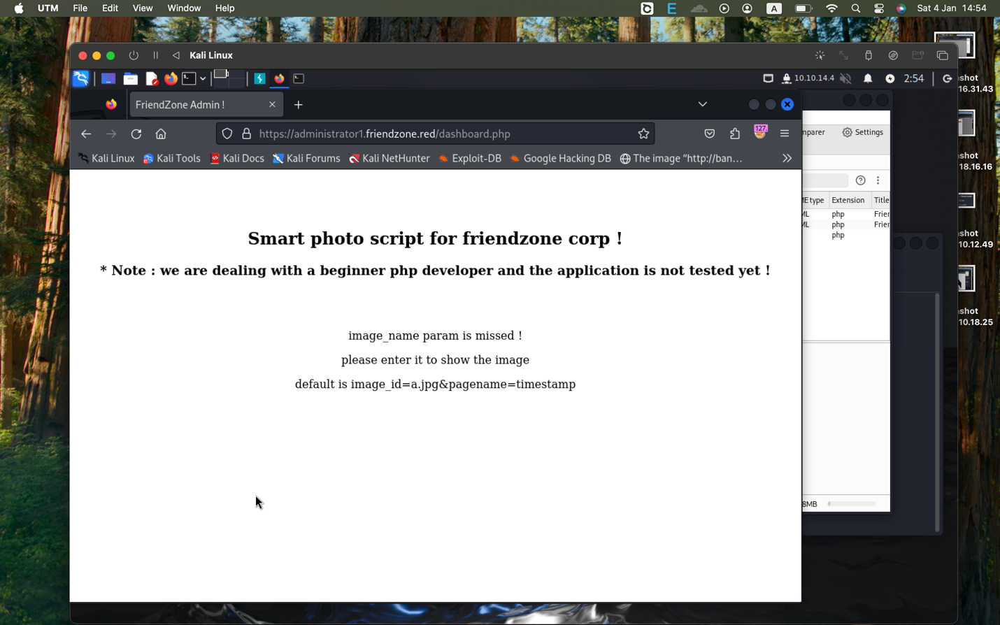 UTM File Edit View Window Help
A
Sat 4 Jan 14:54
Kali Linux
10.10.14.4
2:54
FriendZone Admin !
https://administrator1.friendzone.red/dashboard.php
127.
Kali Linux Kali Tools Kali Docs Kali Forums Kali NetHunter Exploit-DB Google Hacking DB The image "http://ban…
mparer Settings
ME type Extension Title
ML php Frien
ML php Frien
php
8MB
Smart photo script for friendzone corp !
* Note : we are dealing with a beginner php developer and the application is not tested yet !
image_name param is missed !
please enter it to show the image
default is image_id=a.jpg&pagename=timestamp
shot
16.31.43
shot
18.16.16
shot
10.12.49
shot
10.18.25